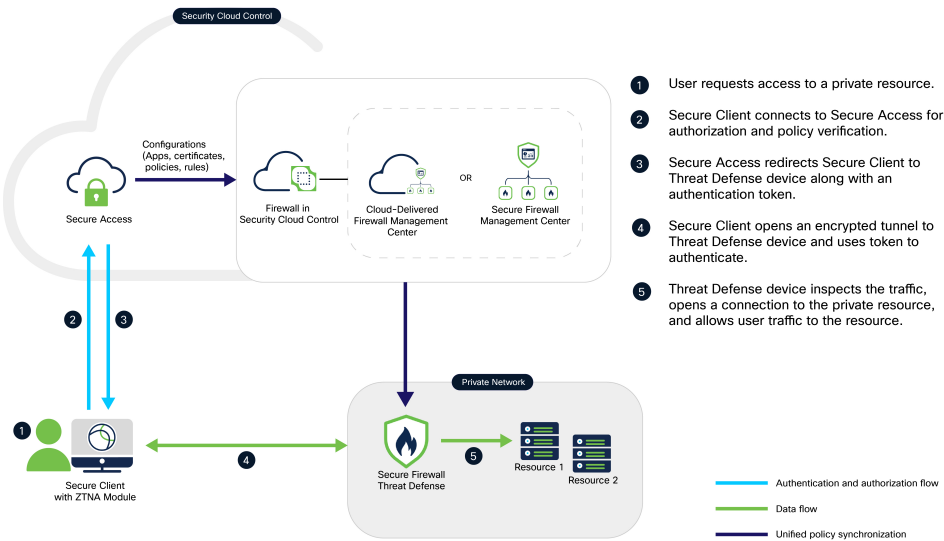 Security Cloud Control
Configurations
(Apps, certificates,
policies, rules)
Secure Access
Firewall in
Security Cloud Control
Cloud-Delivered
Firewall Management
Center
OR
Secure Firewall
Management Center
1
User requests access to a private resource.
2
Secure Client connects to Secure Access for
authorization and policy verification.
3
Secure Access redirects Secure Client to
Threat Defense device along with an
authentication token.
4
Secure Client opens an encrypted tunnel to
Threat Defense device and uses token to
authenticate.
5
Threat Defense device inspects the traffic,
opens a connection to the private resource,
and allows user traffic to the resource.
2
3
Private Network
1
Secure Client
with ZTNA Module
4
Secure Firewall
Threat Defense
5
Resource 1
Resource 2
Authentication and authorization flow
Data flow
Unified policy synchronization